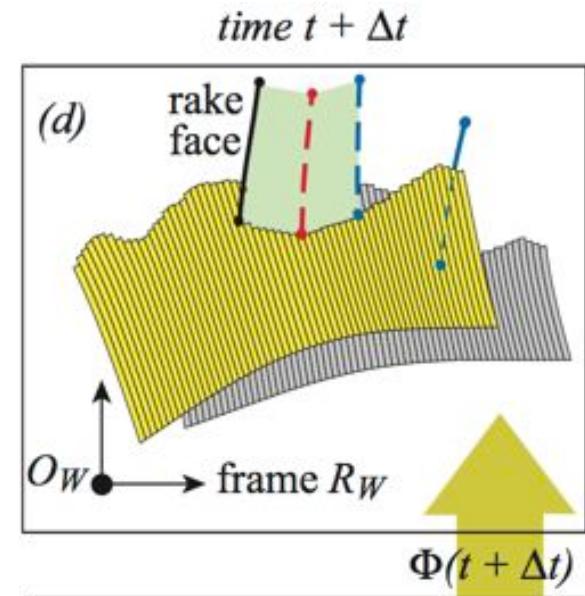 time t + Δt
(d)
rake
face
O_W
frame R_W
Φ(t + Δt)